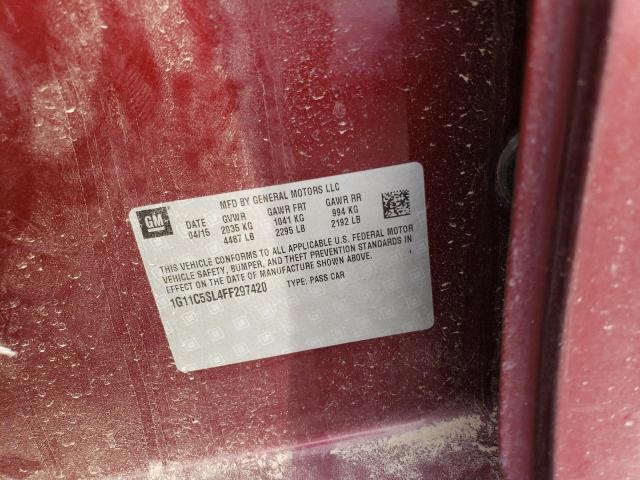 MFD BY GENERAL MOTORS LLC
GM DATE GVWR GAWR FRT GAWR RR
04/15 2035 KG 1041 KG 994 KG
4487 LB 2295 LB 2192 LB
THIS VEHICLE CONFORMS TO ALL APPLICABLE U.S. FEDERAL MOTOR
VEHICLE SAFETY, BUMPER, AND THEFT PREVENTION STANDARDS IN
EFFECT ON THE DATE OF MANUFACTURE SHOWN ABOVE.
1G11C5SL4FF297420 TYPE: PASS CAR